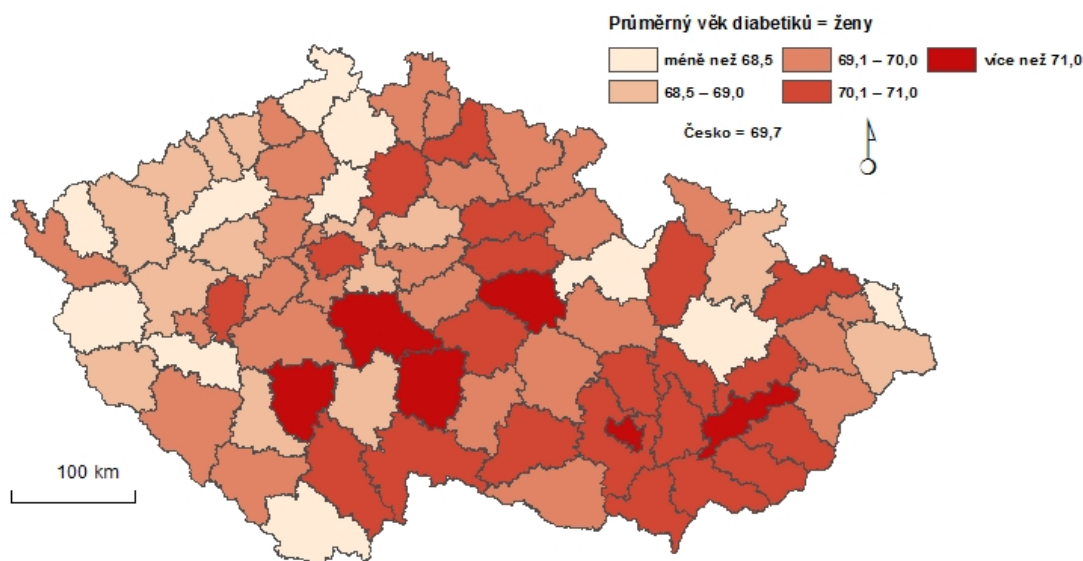 Průměrný věk diabetiků = ženy
méně než 68,5
69,1 – 70,0
více než 71,0
68,5 – 69,0
70,1 – 71,0
Česko = 69,7
100 km